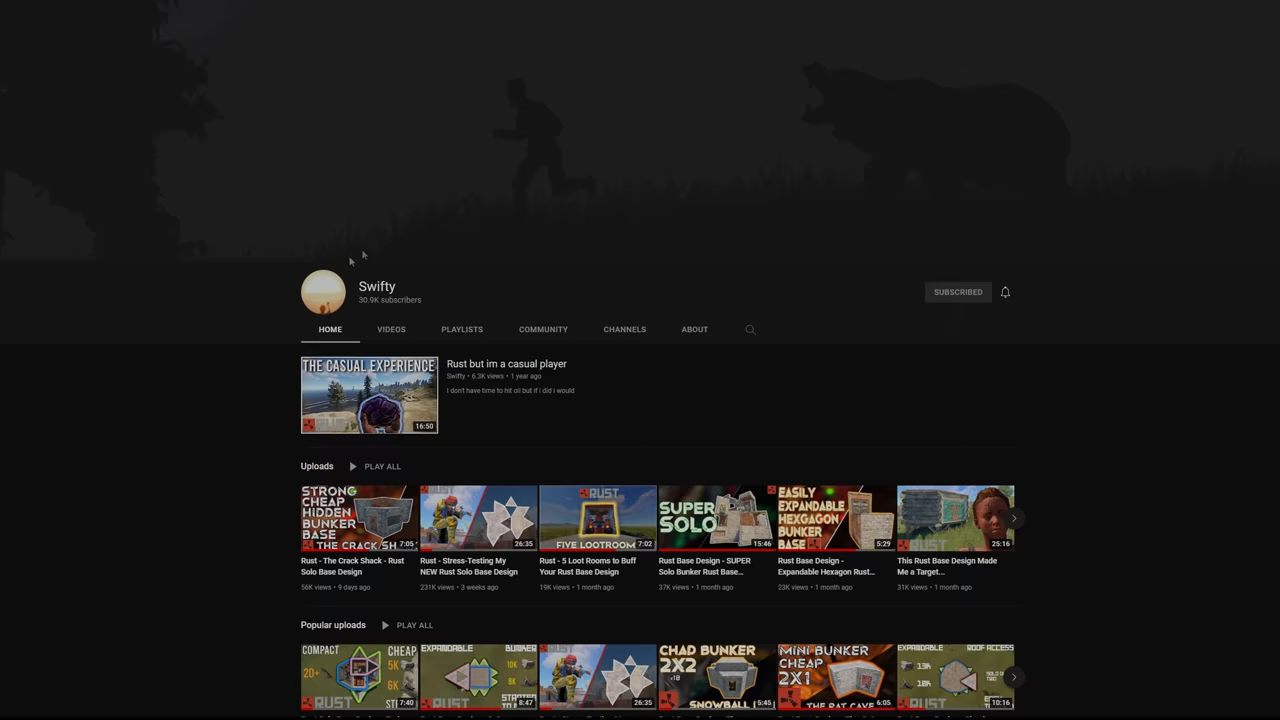 Swifty
30.9K subscribers
SUBSCRIBED
HOME
VIDEOS
PLAYLISTS
COMMUNITY
CHANNELS
ABOUT
THE CASUAL EXPERIENCE
RUST
16:50
Rust but im a casual player
Swifty • 6.3K views • 1 year ago
I don't have time to hit oil but if i did i would
Uploads
PLAY ALL
STRONG
CHEAP
HIDDEN
BUNKER
BASE
THE CRACK SH
7:05
Rust - The Crack Shack - Rust
Solo Base Design
56K views • 9 days ago
RUST
26:35
Rust - Stress-Testing My
NEW Rust Solo Base Design
231K views • 3 weeks ago
RUST
FIVE LOOTROOM
7:02
Rust - 5 Loot Rooms to Buff
Your Rust Base Design
19K views • 1 month ago
SUPER
SOLO
15:46
Rust Base Design - SUPER
Solo Bunker Rust Base...
37K views • 1 month ago
EASILY
EXPANDABLE
HEXGAGON
BUNKER
BASE
5:29
Rust Base Design -
Expandable Hexagon Rust...
23K views • 1 month ago
RUST
25:16
This Rust Base Design Made
Me a Target...
31K views • 1 month ago
Popular uploads
PLAY ALL
COMPACT
CHEAP
20+
5K
6K
RUST
7:40
EXPANDABLE
BUNKER
10K
8K
RUST
8:47
RUST
26:35
CHAD BUNKER
2X2
5:45
MINI BUNKER
CHEAP
2X1
THE RAT CAVE
6:05
EXPANDABLE
ROOF ACCESS
13K
RUST
10:16